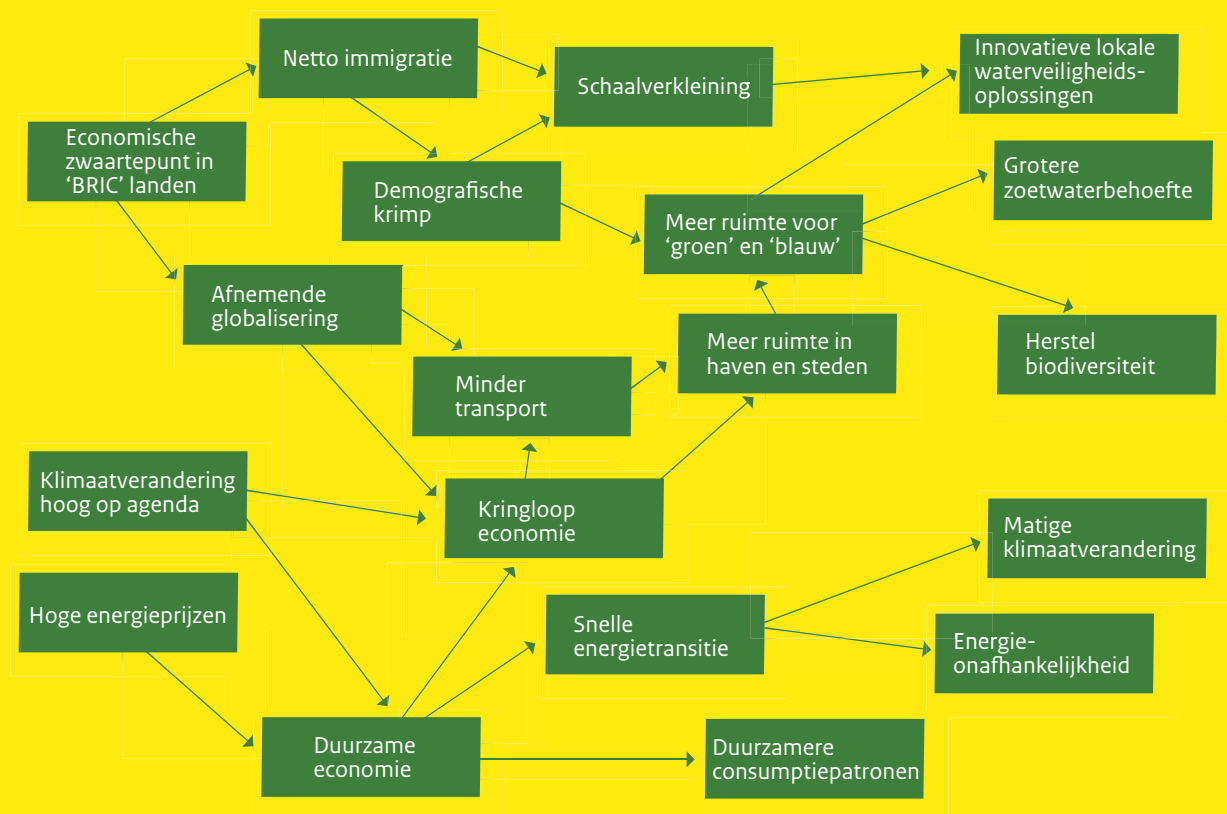 Netto immigratie
Schaalverkleining
Innovatieve lokale
waterveiligheids-
oplossingen
Economische
zwaartepunt in
‘BRIC’ landen
Demografische
krimp
Meer ruimte voor
‘groen’ en ‘blauw’
Grotere
zoetwaterbehoefte
Afnemende
globalisering
Minder
transport
Meer ruimte in
haven en steden
Herstel
biodiversiteit
Klimaatverandering
hoog op agenda
Kringloop
economie
Matige
klimaatverandering
Hoge energieprijzen
Snelle
energietransitie
Energie-
onafhankelijkheid
Duurzame
economie
Duurzamere
consumptiepatronen